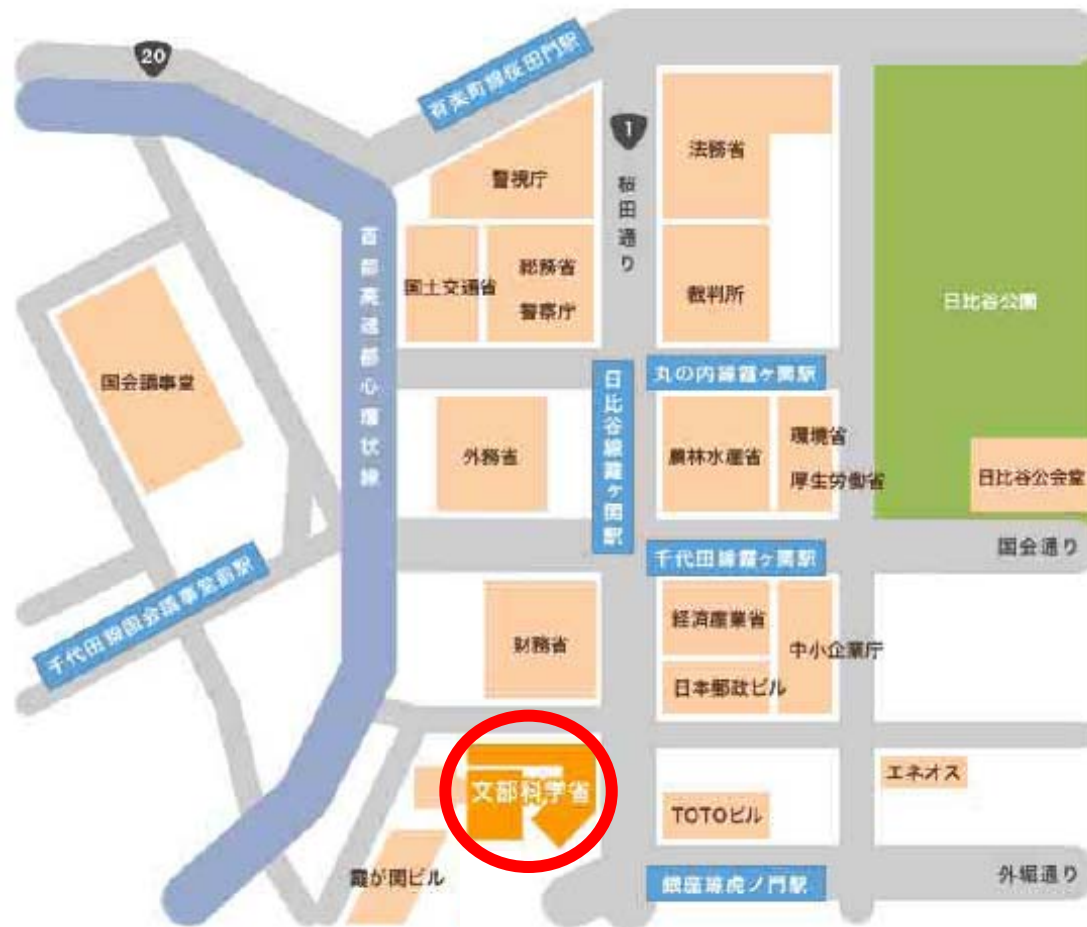 20
有楽町線桜田門駅
1
桜田通り
法務省
警視庁
首都高速都心環状線
国土交通省
総務省
警察庁
裁判所
日比谷公園
国会議事堂
日比谷線霞ヶ関駅
丸の内線霞ヶ関駅
外務省
農林水産省
環境省
厚生労働省
日比谷公会堂
国会通り
千代田線霞ヶ関駅
千代田線国会議事堂前駅
財務省
経済産業省
中小企業庁
日本郵政ビル
文部科学省
エネオス
TOTOビル
霞が関ビル
銀座線虎ノ門駅
外堀通り